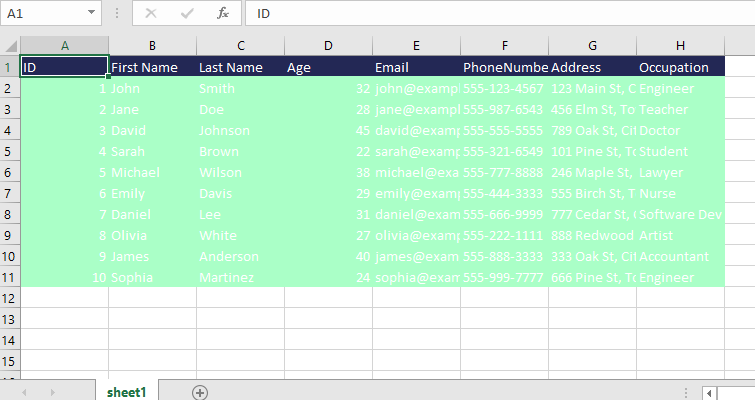 A1 fx ID
A B C D E F G H
1 ID First Name Last Name Age Email PhoneNumbe Address Occupation
2 1 John Smith 32 john@exampl 555-123-4567 123 Main St, C Engineer
3 2 Jane Doe 28 jane@exampl 555-987-6543 456 Elm St, To Teacher
4 3 David Johnson 45 david@examp 555-555-5555 789 Oak St, Cit Doctor
5 4 Sarah Brown 22 sarah@examp 555-321-6549 101 Pine St, To Student
6 5 Michael Wilson 38 michael@exa 555-777-8888 246 Maple St, Lawyer
7 6 Emily Davis 29 emily@examp 555-444-3333 555 Birch St, T Nurse
8 7 Daniel Lee 31 daniel@exam 555-666-9999 777 Cedar St, Software Dev
9 8 Olivia White 27 olivia@examp 555-222-1111 888 Redwood Artist
10 9 James Anderson 40 james@exam 555-888-3333 333 Oak St, Cit Accountant
11 10 Sophia Martinez 24 sophia@exam 555-999-7777 666 Pine St, To Engineer
12
13
14
15
sheet1